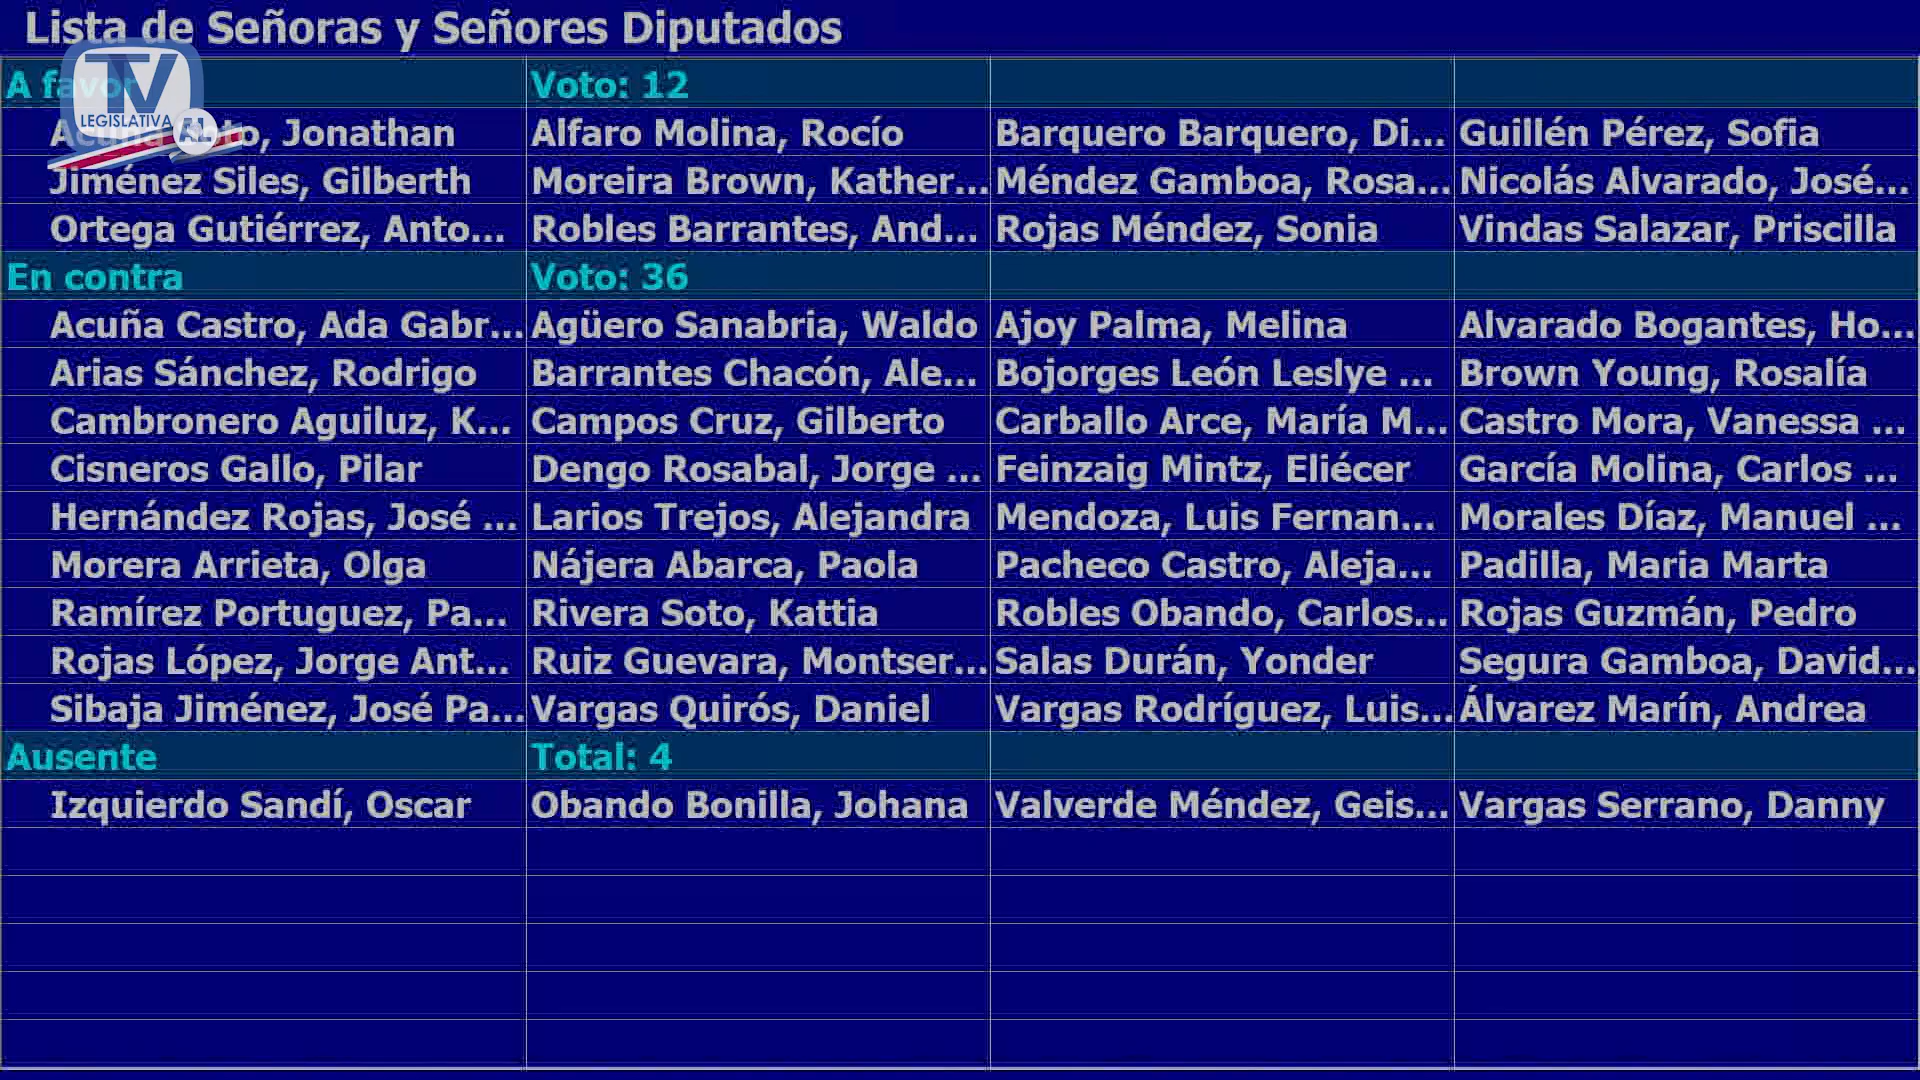 Lista de Señoras y Señores Diputados
TV
LEGISLATIVA AL
A favor Voto: 12
Acuña Soto, Jonathan Alfaro Molina, Rocío Barquero Barquero, Di... Guillén Pérez, Sofia
Jiménez Siles, Gilberth Moreira Brown, Kather... Méndez Gamboa, Rosa... Nicolás Alvarado, José...
Ortega Gutiérrez, Anto... Robles Barrantes, And... Rojas Méndez, Sonia Vindas Salazar, Priscilla
En contra Voto: 36
Acuña Castro, Ada Gabr... Agüero Sanabria, Waldo Ajoy Palma, Melina Alvarado Bogantes, Ho...
Arias Sánchez, Rodrigo Barrantes Chacón, Ale... Bojorges León Leslye ... Brown Young, Rosalía
Cambronero Aguiluz, K... Campos Cruz, Gilberto Carballo Arce, María M... Castro Mora, Vanessa ...
Cisneros Gallo, Pilar Dengo Rosabal, Jorge ... Feinzaig Mintz, Eliécer García Molina, Carlos ...
Hernández Rojas, José ... Larios Trejos, Alejandra Mendoza, Luis Fernan... Morales Díaz, Manuel ...
Morera Arrieta, Olga Nájera Abarca, Paola Pacheco Castro, Aleja... Padilla, Maria Marta
Ramírez Portuguez, Pa... Rivera Soto, Kattia Robles Obando, Carlos... Rojas Guzmán, Pedro
Rojas López, Jorge Ant... Ruiz Guevara, Montser... Salas Durán, Yonder Segura Gamboa, David...
Sibaja Jiménez, José Pa... Vargas Quirós, Daniel Vargas Rodríguez, Luis... Álvarez Marín, Andrea
Ausente Total: 4
Izquierdo Sandí, Oscar Obando Bonilla, Johana Valverde Méndez, Geis... Vargas Serrano, Danny